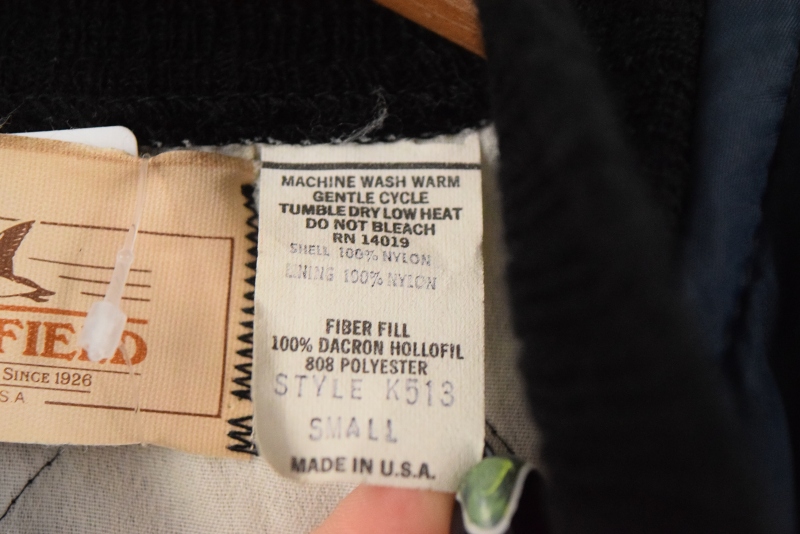 FIELD
SINCE 1926
SA
MACHINE WASH WARM
GENTLE CYCLE
TUMBLE DRY LOW HEAT
DO NOT BLEACH
RN 14019
SHELL 100% NYLON
LINING 100% NYLON
FIBER FILL
100% DACRON HOLLOFIL
808 POLYESTER
STYLE K513
SMALL
MADE IN U.S.A.